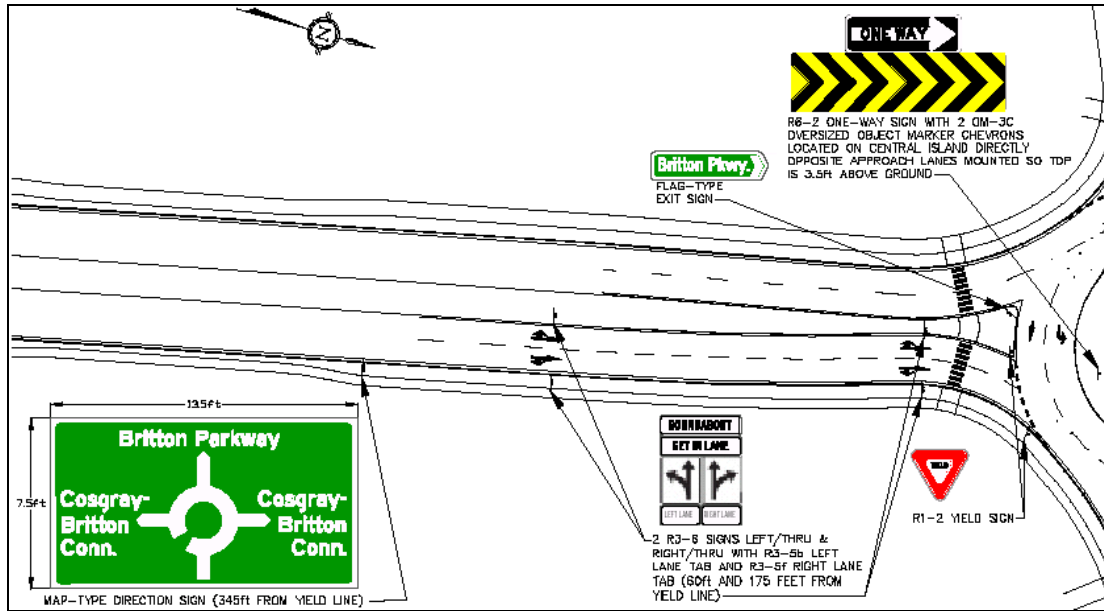 N
ONE WAY
R6-2 ONE-WAY SIGN WITH 2 OM-3C
OVERSIZED OBJECT MARKER CHEVRONS
LOCATED ON CENTRAL ISLAND DIRECTLY
OPPOSITE APPROACH LANES MOUNTED SO TOP
IS 3.5ft ABOVE GROUND
Britton Pkwy.
FLAG-TYPE
EXIT SIGN
13.5ft
7.5ft
Britton Parkway
Cosgray-
Britton
Conn.
Cosgray-
Britton
Conn.
MAP-TYPE DIRECTION SIGN (345ft FROM YIELD LINE)
ROUNDABOUT
GET IN LANE
LEFT LANE
RIGHT LANE
2 R3-6 SIGNS LEFT/THRU &
RIGHT/THRU WITH R3-5b LEFT
LANE TAB AND R3-5f RIGHT LANE
TAB (60ft AND 175 FEET FROM
YIELD LINE)
YIELD
R1-2 YIELD SIGN